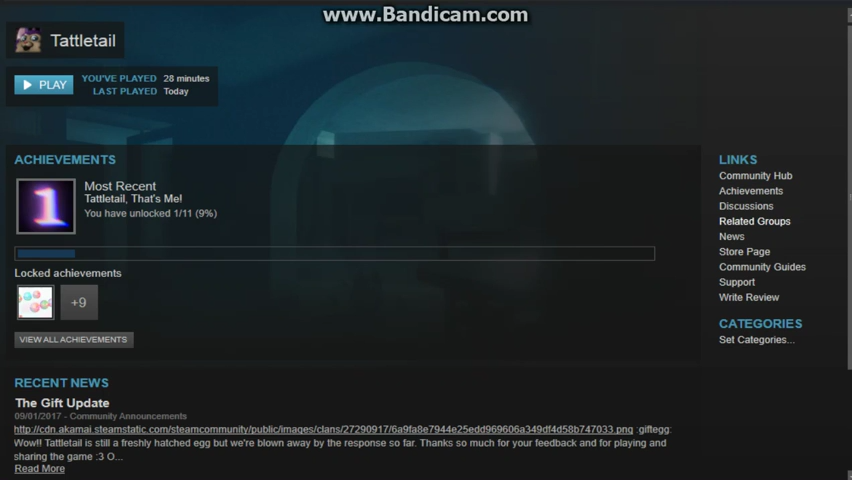 www.Bandicam.com
Tattletail
PLAY
YOU'VE PLAYED 28 minutes
LAST PLAYED Today
ACHIEVEMENTS
1
Most Recent
Tattletail, That's Me!
You have unlocked 1/11 (9%)
Locked achievements
+9
VIEW ALL ACHIEVEMENTS
RECENT NEWS
The Gift Update
09/01/2017 - Community Announcements
http://cdn.akamai.steamstatic.com/steamcommunity/public/images/clans/27290917/6a9fa8e7944e25edd969606a349df4d58b747033.png :giftegg:
Wow!! Tattletail is still a freshly hatched egg but we're blown away by the response so far. Thanks so much for your feedback and for playing and
sharing the game :3 O...
Read More
LINKS
Community Hub
Achievements
Discussions
Related Groups
News
Store Page
Community Guides
Support
Write Review
CATEGORIES
Set Categories...